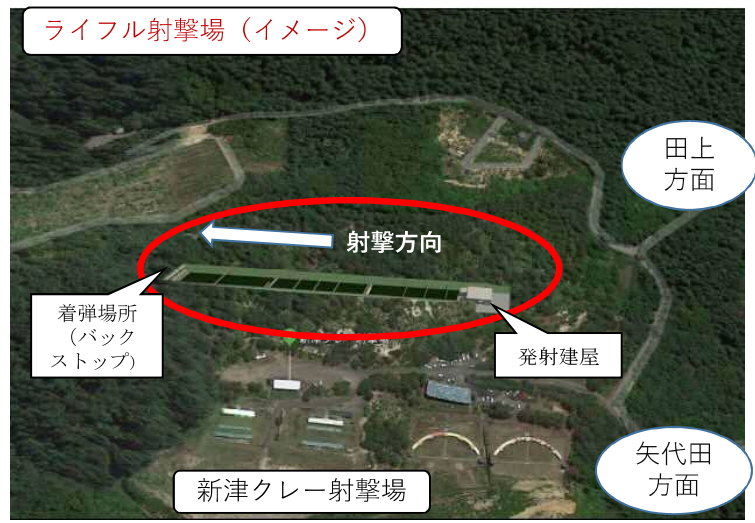 ライフル射撃場（イメージ）
田上
方面
射撃方向
着弾場所
（バック
ストップ）
発射建屋
矢代田
方面
新津クレー射撃場